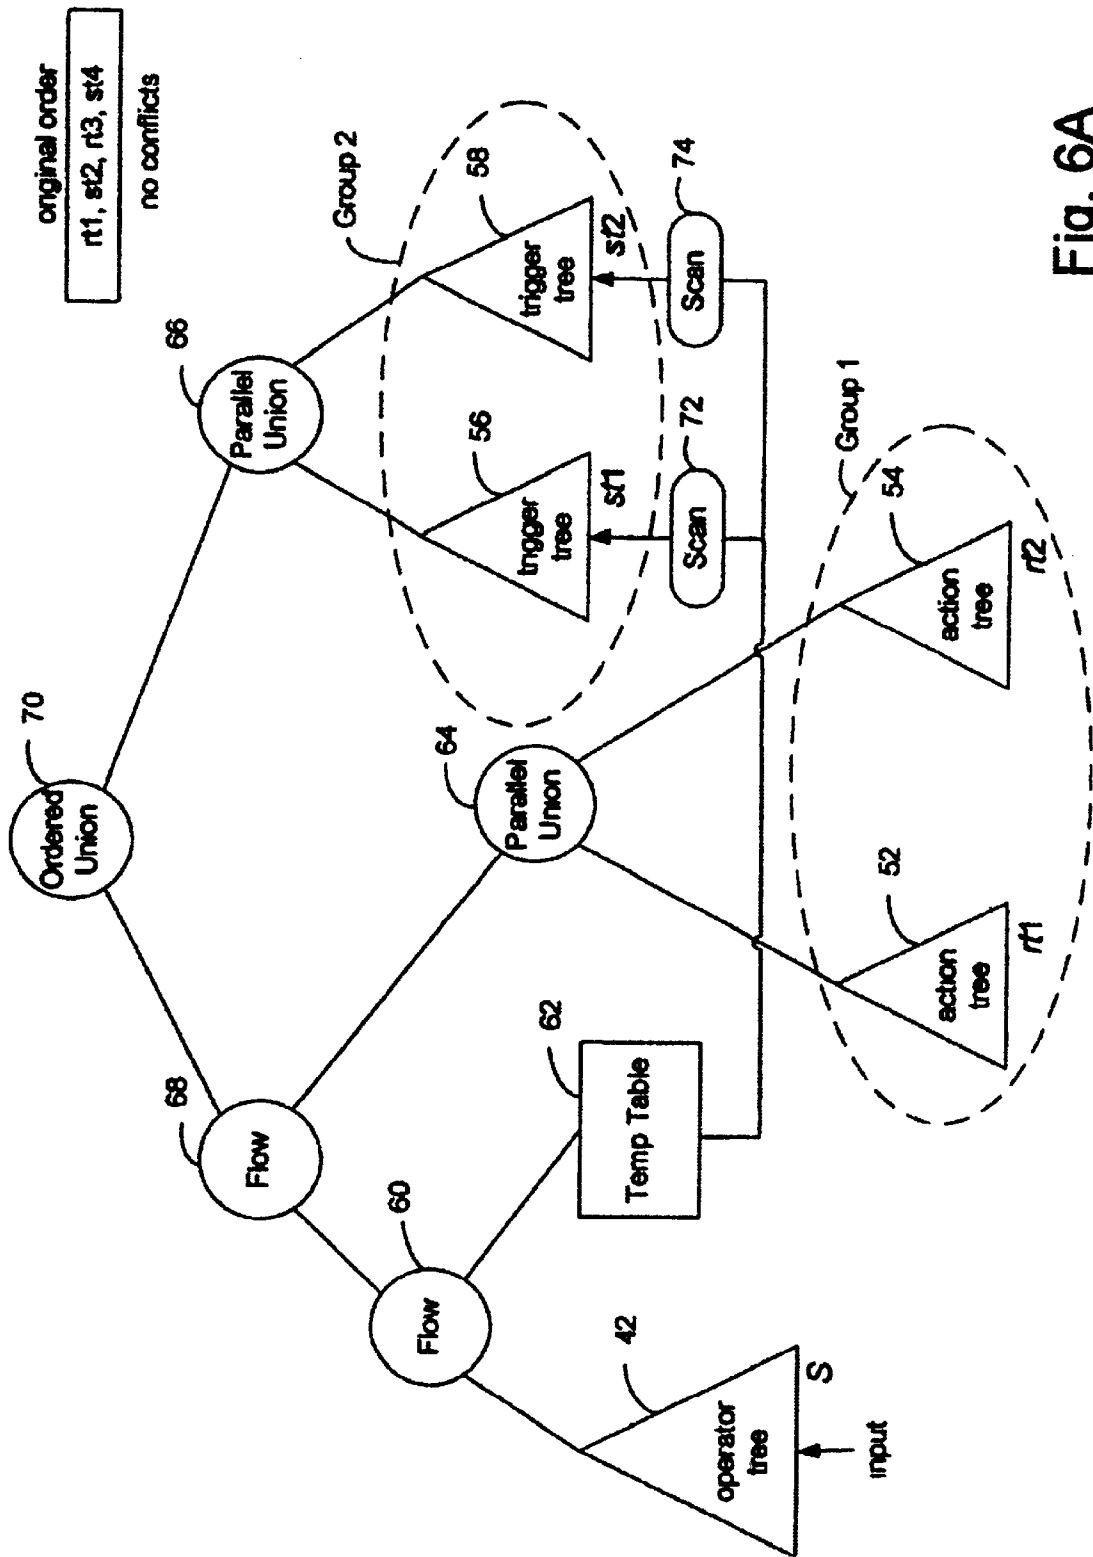 original order
rt1, st2, rt3, st4
no conflicts
70
Ordered
Union
66
Parallel
Union
68
Flow
Group 2
58
trigger
tree
st2
56
trigger
tree
st1
64
Parallel
Union
60
Flow
74
Scan
72
Scan
62
Temp Table
Group 1
54
action
tree
rt2
52
action
tree
rt1
42
operator
tree
S
input
Fig. 6A